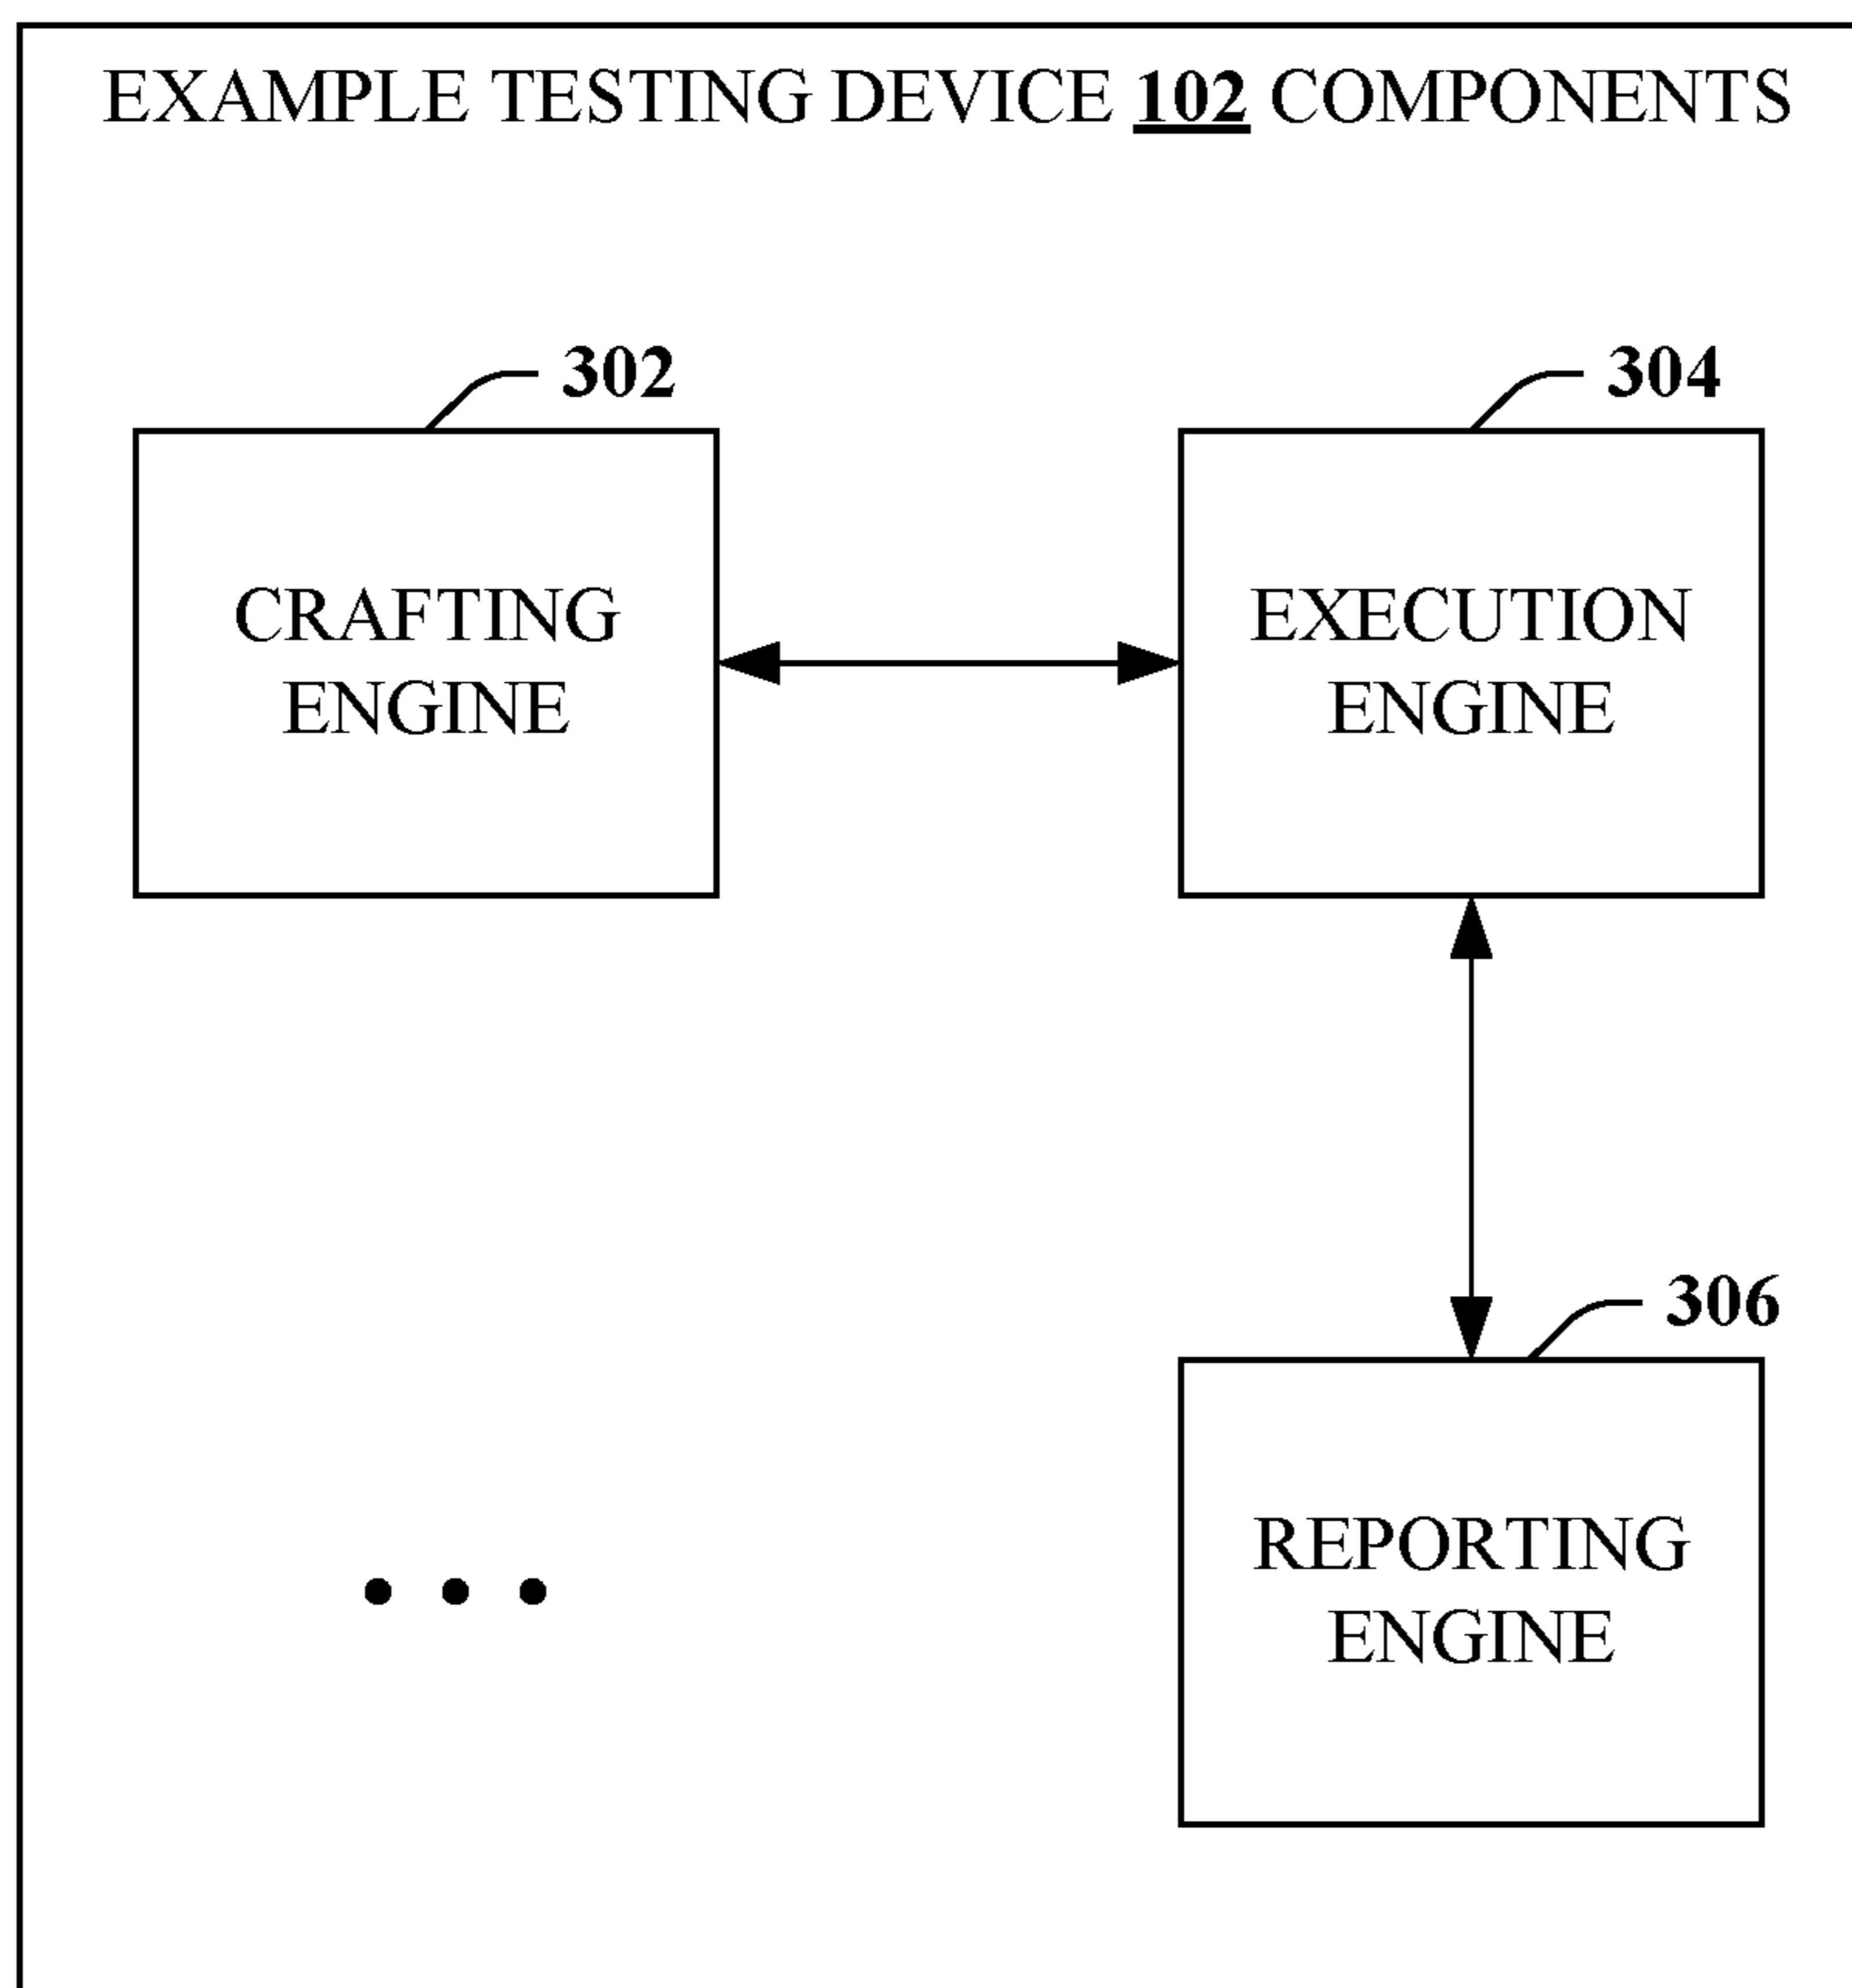 EXAMPLE TESTING DEVICE 102 COMPONENTS
302
304
CRAFTING
ENGINE
EXECUTION
ENGINE
306
REPORTING
ENGINE
• • •